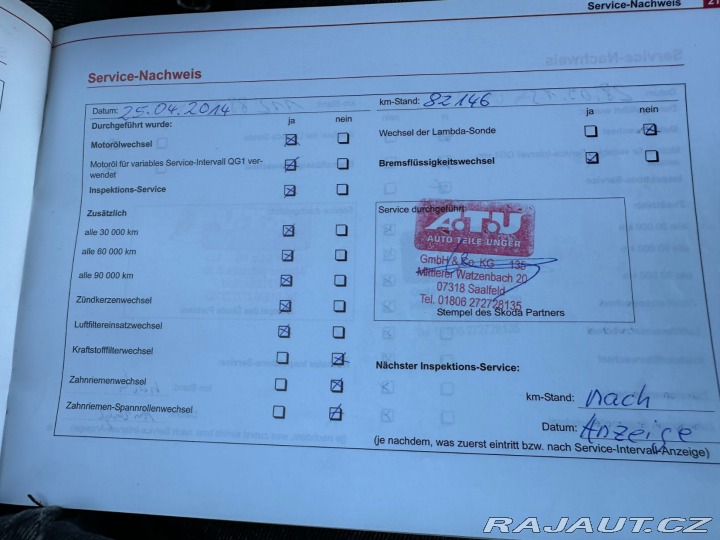 Service-Nachweis 21
Service-Nachweis
Datum: 25.04.2014 km-Stand: 82146
Durchgeführt wurde: ja nein ja nein
Motorölwechsel Wechsel der Lambda-Sonde
Motoröl für variables Service-Intervall QG1 ver-
wendet
Bremsflüssigkeitswechsel
Inspektions-Service
Zusätzlich
alle 30 000 km
alle 60 000 km
alle 90 000 km
Zündkerzenwechsel
Luftfiltereinsatzwechsel
Kraftstofffilterwechsel
Zahnriemenwechsel
Zahnriemen-Spannrollenwechsel
Service durchgeführt:
A.T.U
AUTO TEILE UNGER
GmbH & Co. KG 135
Mittlerer Watzenbach 20
07318 Saalfeld
Tel. 01806 272728135
Stempel des Skoda Partners
Nächster Inspektions-Service:
km-Stand: nach
Datum: Anzeige
(je nachdem, was zuerst eintritt bzw. nach Service-Intervall-Anzeige)
RAJAUT.CZ